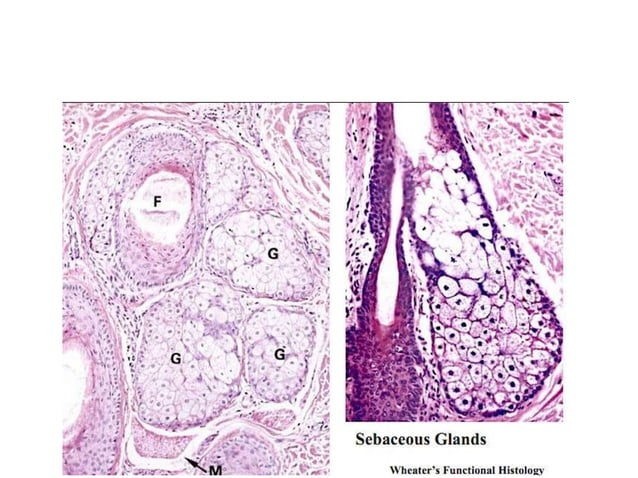 F
G
G
G
M
Sebaceous Glands
Wheater's Functional Histology